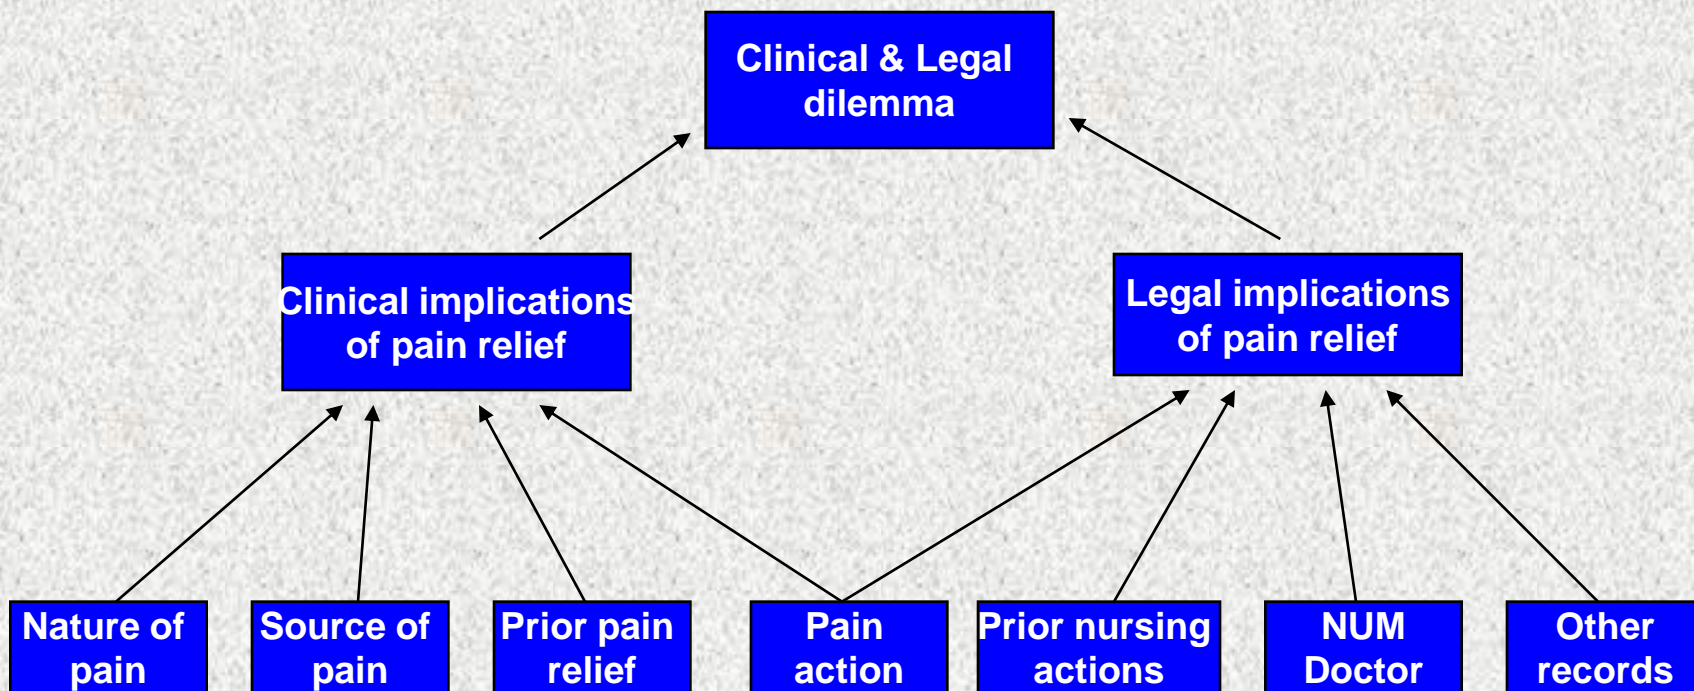 Clinical & Legal
dilemma
Clinical implications
of pain relief
Legal implications
of pain relief
Nature of
pain
Source of
pain
Prior pain
relief
Pain
action
Prior nursing
actions
NUM
Doctor
Other
records